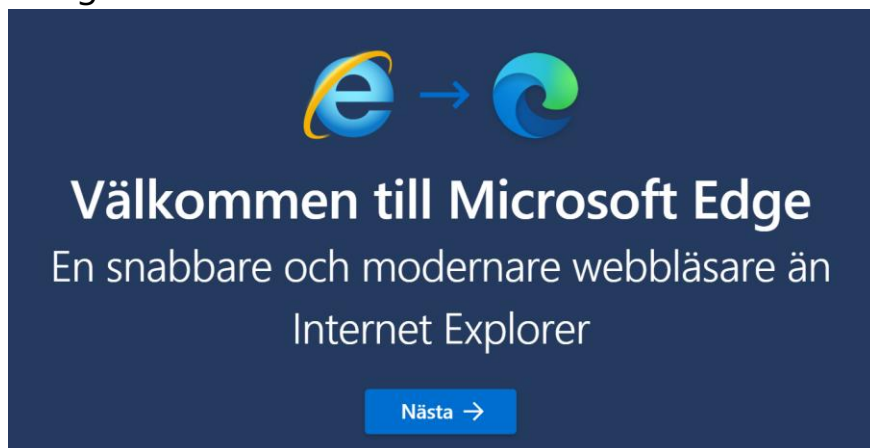 Välkommen till Microsoft Edge
En snabbare och modernare webbläsare än
Internet Explorer
Nästa →